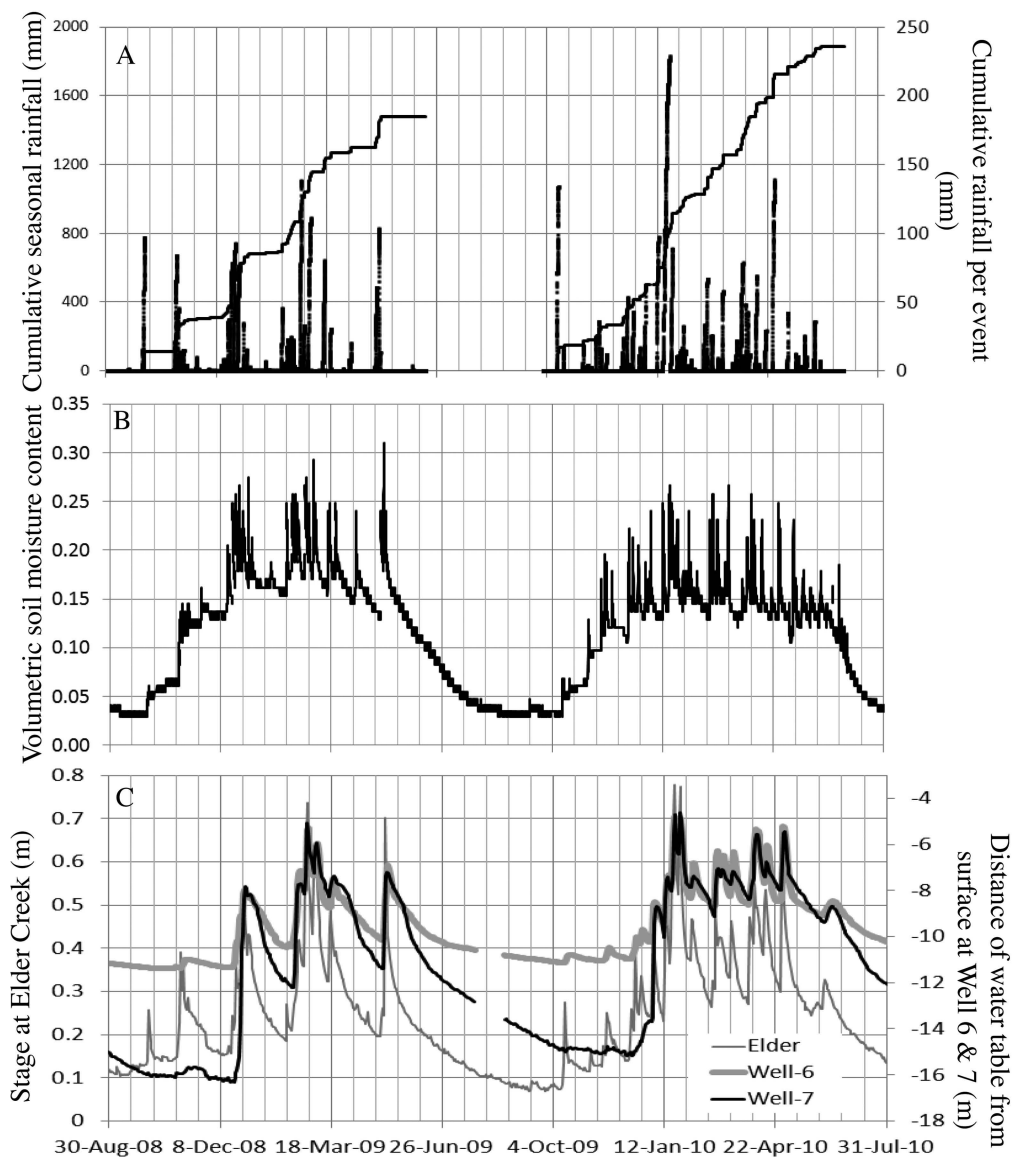 A
Cumulative seasonal rainfall (mm)
2000
1600
1200
800
400
0
250
200
150
100
50
0
Cumulative rainfall per event
(mm)
B
Volumetric soil moisture content
0.35
0.30
0.25
0.20
0.15
0.10
0.05
0.00
C
Stage at Elder Creek (m)
0.8
0.7
0.6
0.5
0.4
0.3
0.2
0.1
0
-4
-6
-8
-10
-12
-14
-16
-18
Distance of water table from
surface at Well 6 & 7 (m)
Elder
Well-6
Well-7
30-Aug-08 8-Dec-08 18-Mar-09 26-Jun-09 4-Oct-09 12-Jan-10 22-Apr-10 31-Jul-10